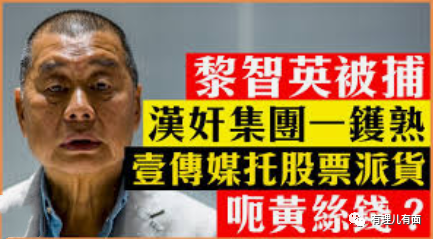 黎智英被捕
漢奸集團一鑊熟
壹傳媒托股票派貨
呃黃絲錢？
有理儿有面